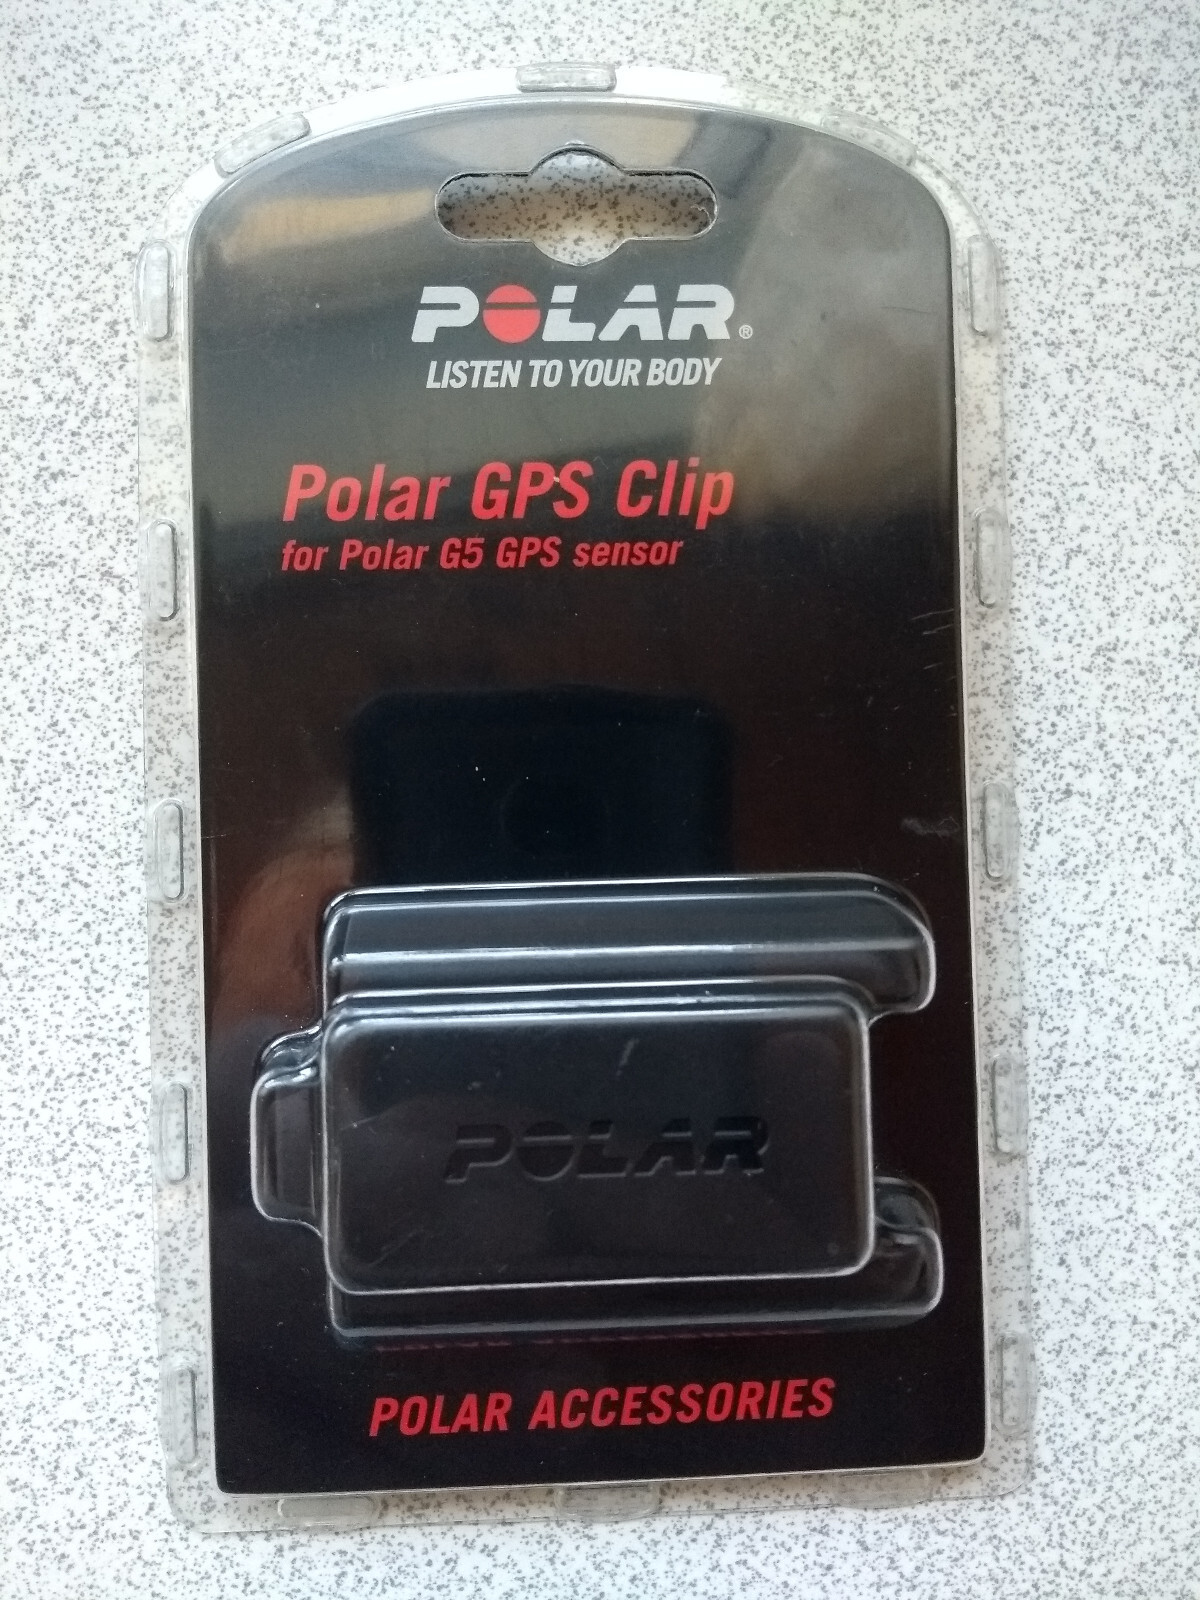 POLAR®
LISTEN TO YOUR BODY
Polar GPS Clip
for Polar G5 GPS sensor
POLAR
POLAR ACCESSORIES